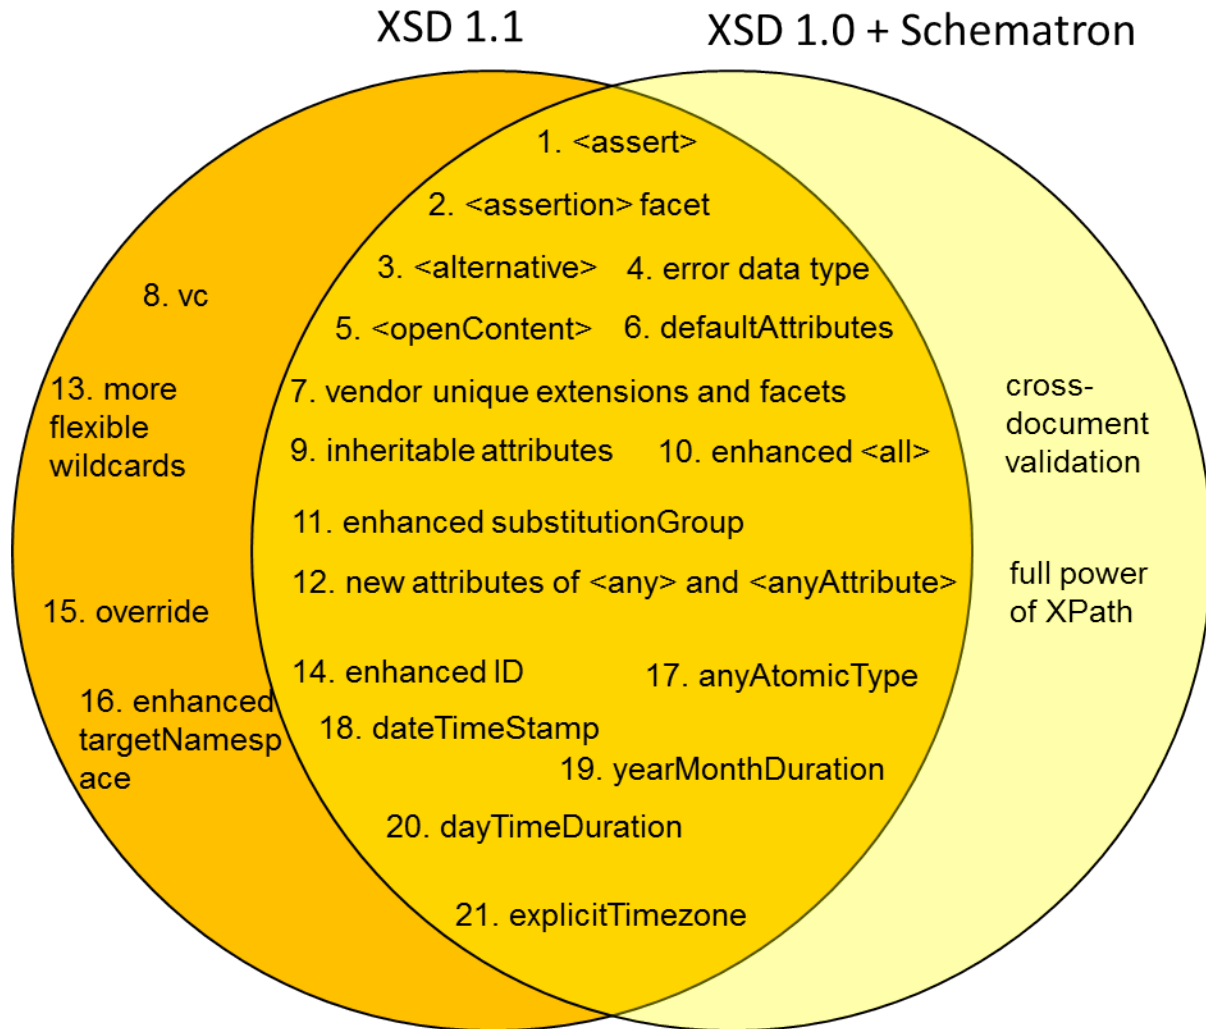 XSD 1.1
XSD 1.0 + Schematron
1. <assert>
2. <assertion> facet
3. <alternative>
4. error data type
8. vc
5. <openContent>
6. defaultAttributes
13. more
flexible
wildcards
7. vendor unique extensions and facets
cross-
document
validation
9. inheritable attributes
10. enhanced <all>
11. enhanced substitutionGroup
12. new attributes of <any> and <anyAttribute>
full power
of XPath
15. override
14. enhanced ID
17. anyAtomicType
16. enhanced
targetNamesp
ace
18. dateTimeStamp
19. yearMonthDuration
20. dayTimeDuration
21. explicitTimezone